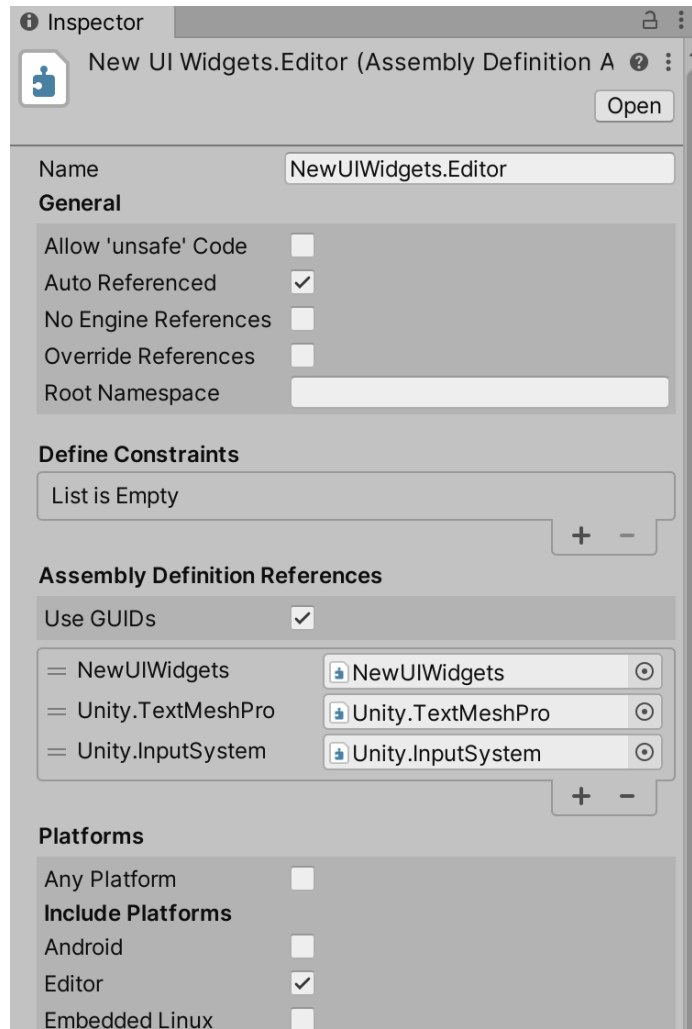 Inspector
New UI Widgets.Editor (Assembly Definition A
Open
Name NewUIWidgets.Editor
General
Allow 'unsafe' Code
Auto Referenced
No Engine References
Override References
Root Namespace
Define Constraints
List is Empty
Assembly Definition References
Use GUIDs
NewUIWidgets NewUIWidgets
Unity.TextMeshPro Unity.TextMeshPro
Unity.InputSystem Unity.InputSystem
Platforms
Any Platform
Include Platforms
Android
Editor
Embedded Linux